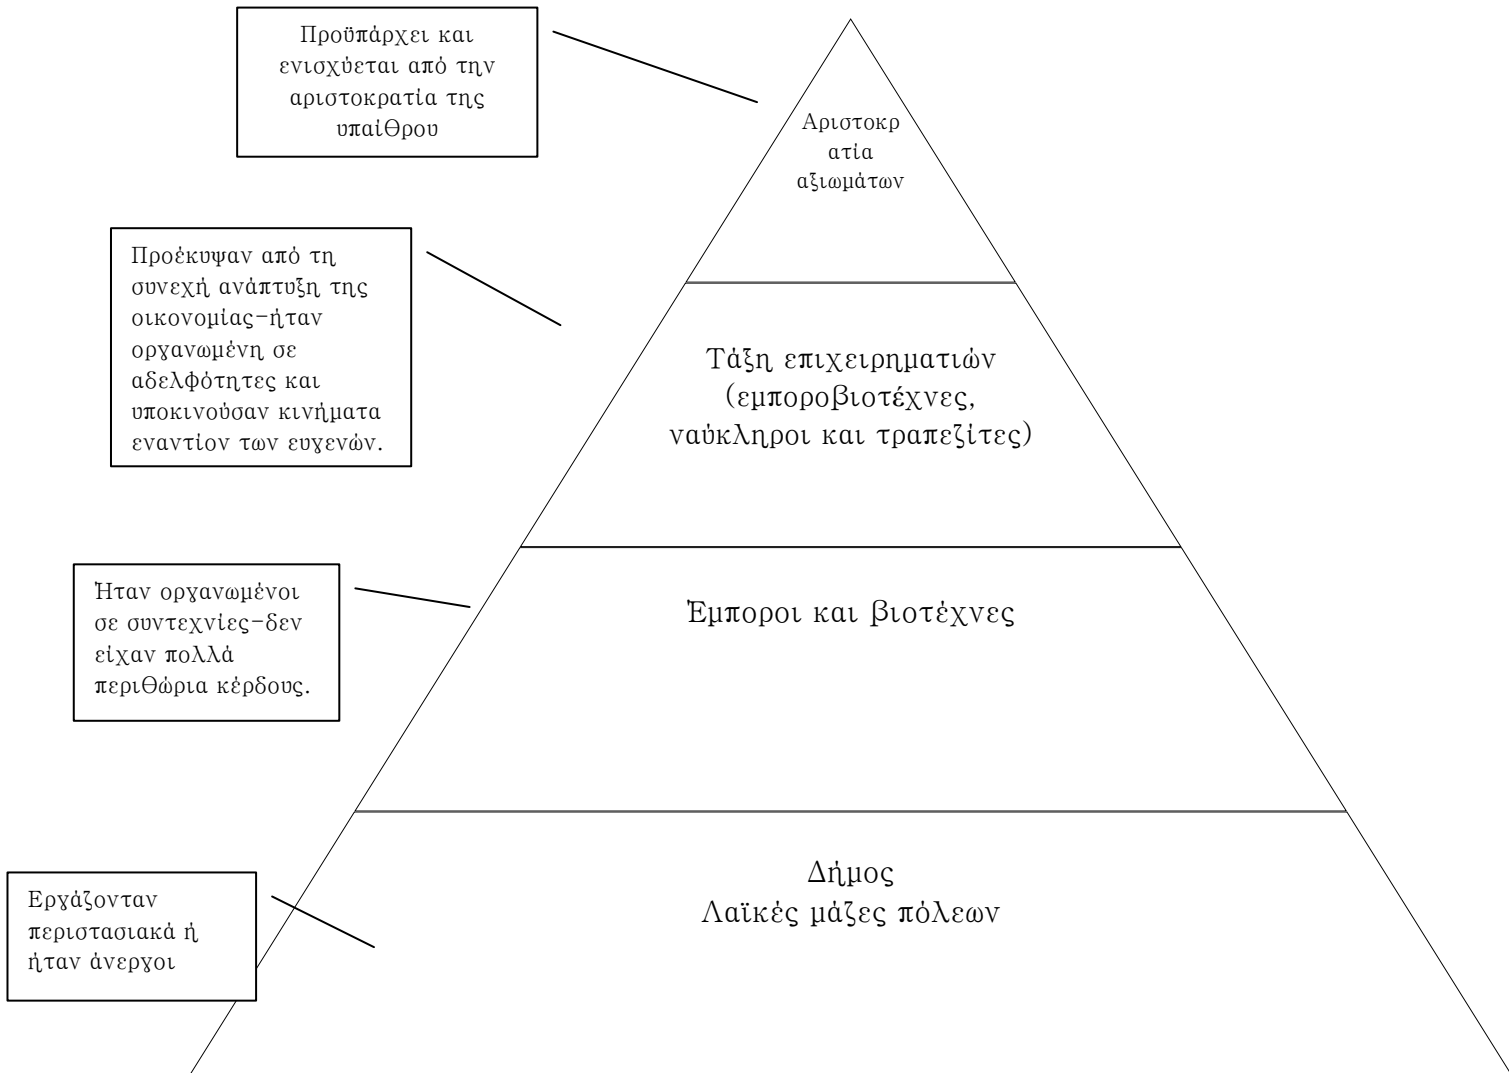 Προϋπάρχει και
ενισχύεται από την
αριστοκρατία της
υπαίθρου
Αριστοκρ
ατία
αξιωμάτων
Προέκυψαν από τη
συνεχή ανάπτυξη της
οικονομίας-ήταν
οργανωμένη σε
αδελφότητες και
υποκινούσαν κινήματα
εναντίον των ευγενών.
Τάξη επιχειρηματιών
(εμποροβιοτέχνες,
ναύκληροι και τραπεζίτες)
Ήταν οργανωμένοι
σε συντεχνίες-δεν
είχαν πολλά
περιθώρια κέρδους.
Έμποροι και βιοτέχνες
Εργάζονταν
περιστασιακά ή
ήταν άνεργοι
Δήμος
Λαϊκές μάζες πόλεων